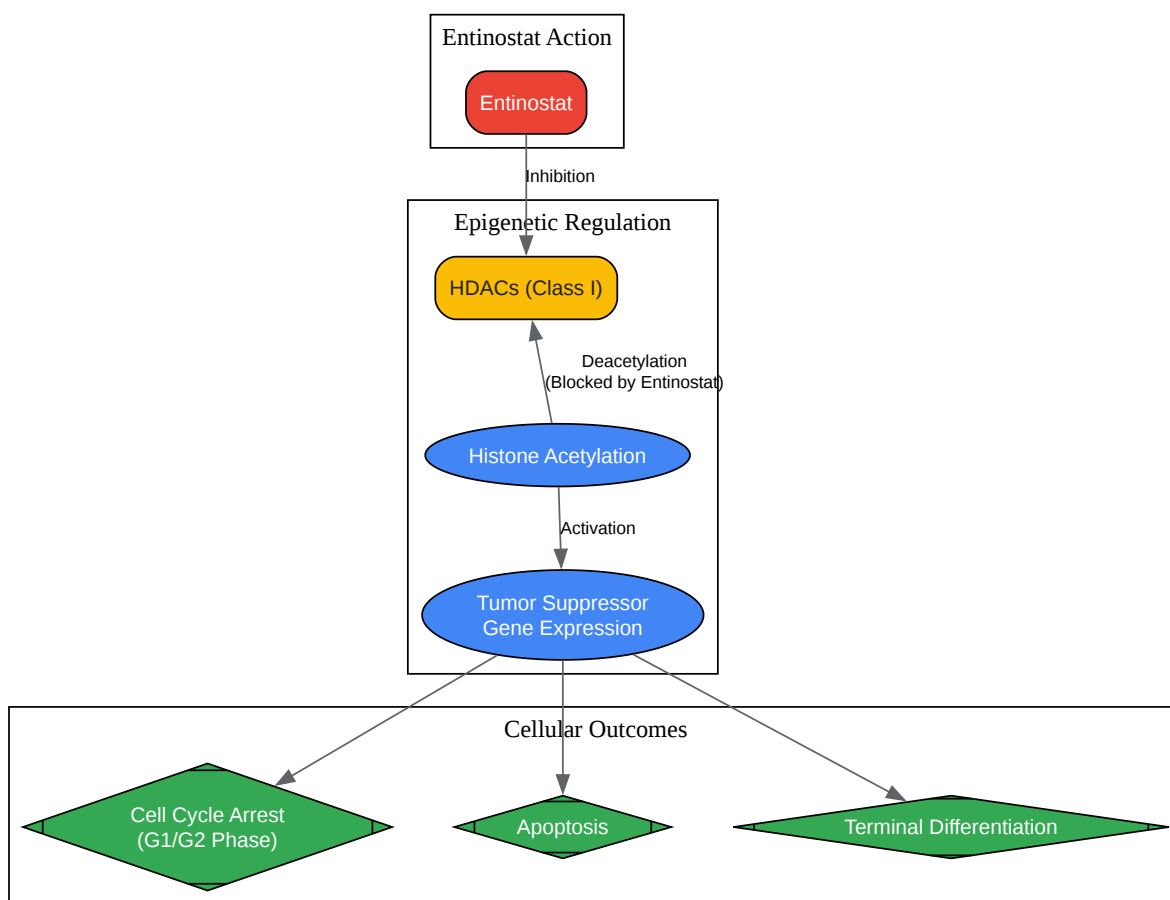 Entinostat Action
Entinostat
Inhibition
Epigenetic Regulation
HDACs (Class I)
Deacetylation
(Blocked by Entinostat)
Histone Acetylation
Activation
Tumor Suppressor
Gene Expression
Cellular Outcomes
Cell Cycle Arrest
(G1/G2 Phase)
Apoptosis
Terminal Differentiation